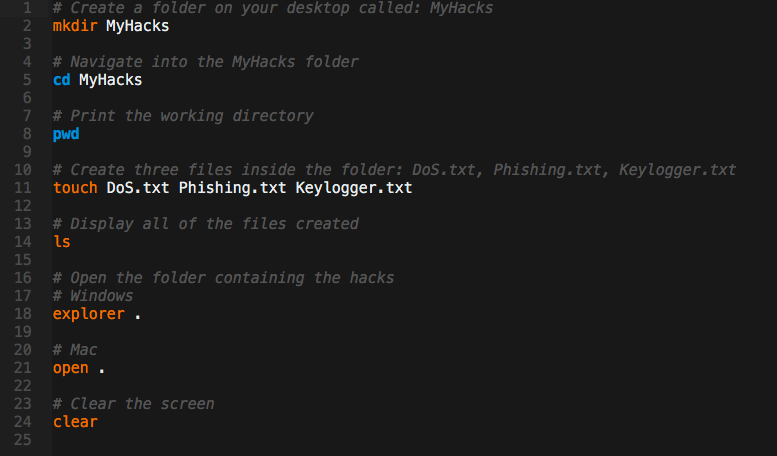 1 # Create a folder on your desktop called: MyHacks
2 mkdir MyHacks
3
4 # Navigate into the MyHacks folder
5 cd MyHacks
6
7 # Print the working directory
8 pwd
9
10 # Create three files inside the folder: DoS.txt, Phishing.txt, Keylogger.txt
11 touch DoS.txt Phishing.txt Keylogger.txt
12
13 # Display all of the files created
14 ls
15
16 # Open the folder containing the hacks
17 # Windows
18 explorer .
19
20 # Mac
21 open .
22
23 # Clear the screen
24 clear
25